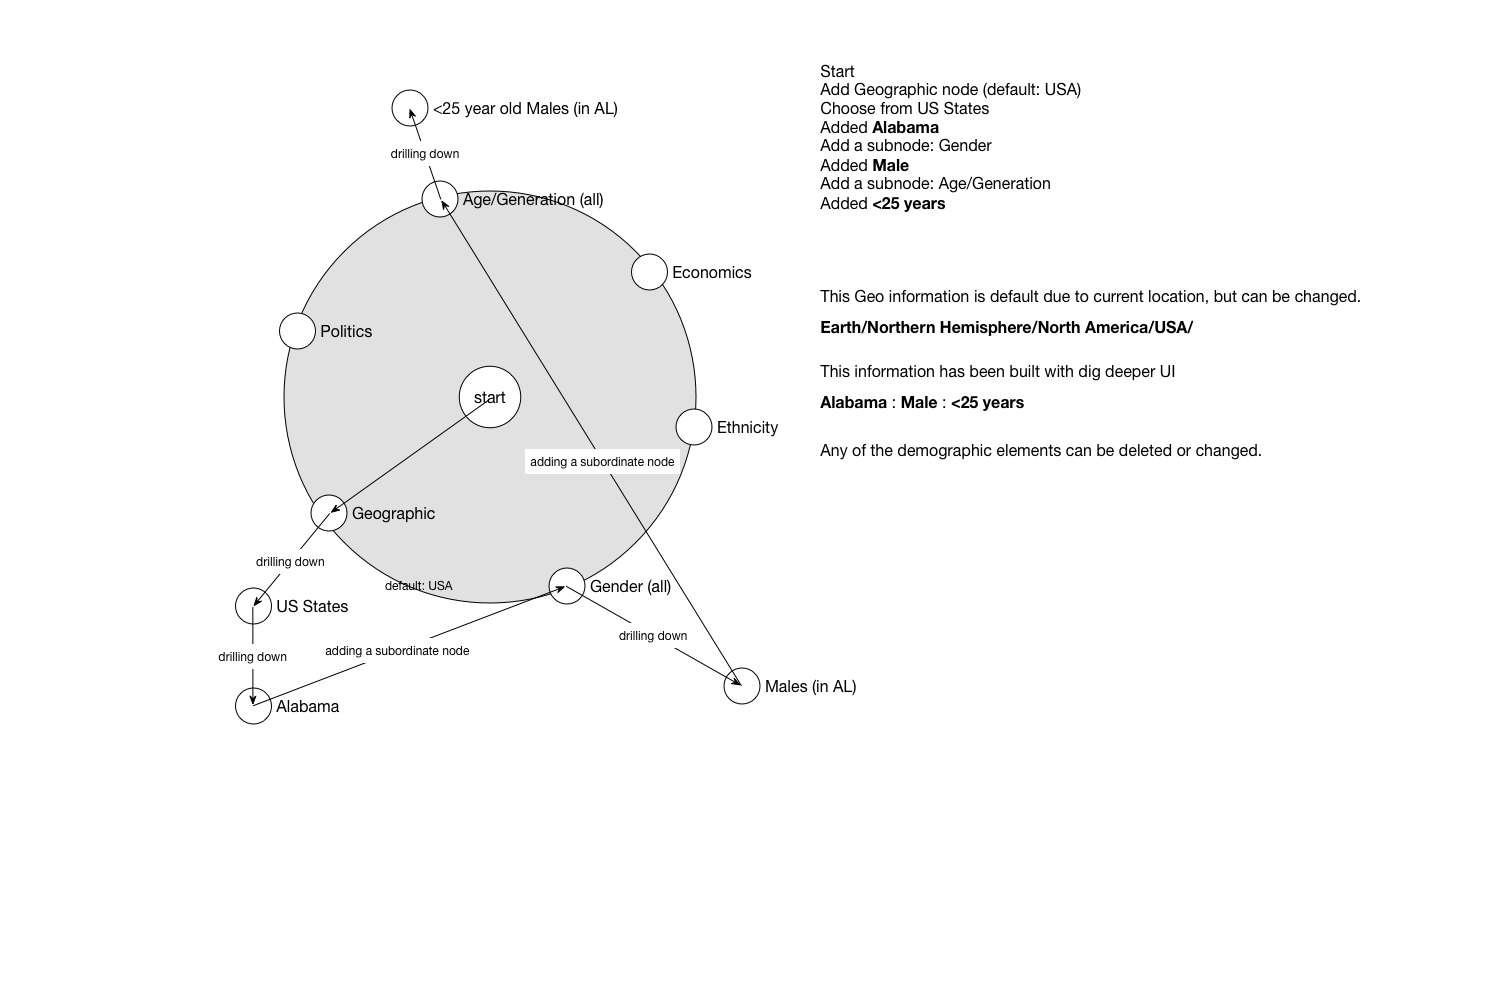 <25 year old Males (in AL)
drilling down
Age/Generation (all)
Economics
Politics
start
Ethnicity
adding a subordinate node
Geographic
drilling down
default: USA
Gender (all)
US States
drilling down
adding a subordinate node
drilling down
Males (in AL)
Alabama
Start
Add Geographic node (default: USA)
Choose from US States
Added Alabama
Add a subnode: Gender
Added Male
Add a subnode: Age/Generation
Added <25 years
This Geo information is default due to current location, but can be changed.
Earth/Northern Hemisphere/North America/USA/
This information has been built with dig deeper UI
Alabama : Male : <25 years
Any of the demographic elements can be deleted or changed.